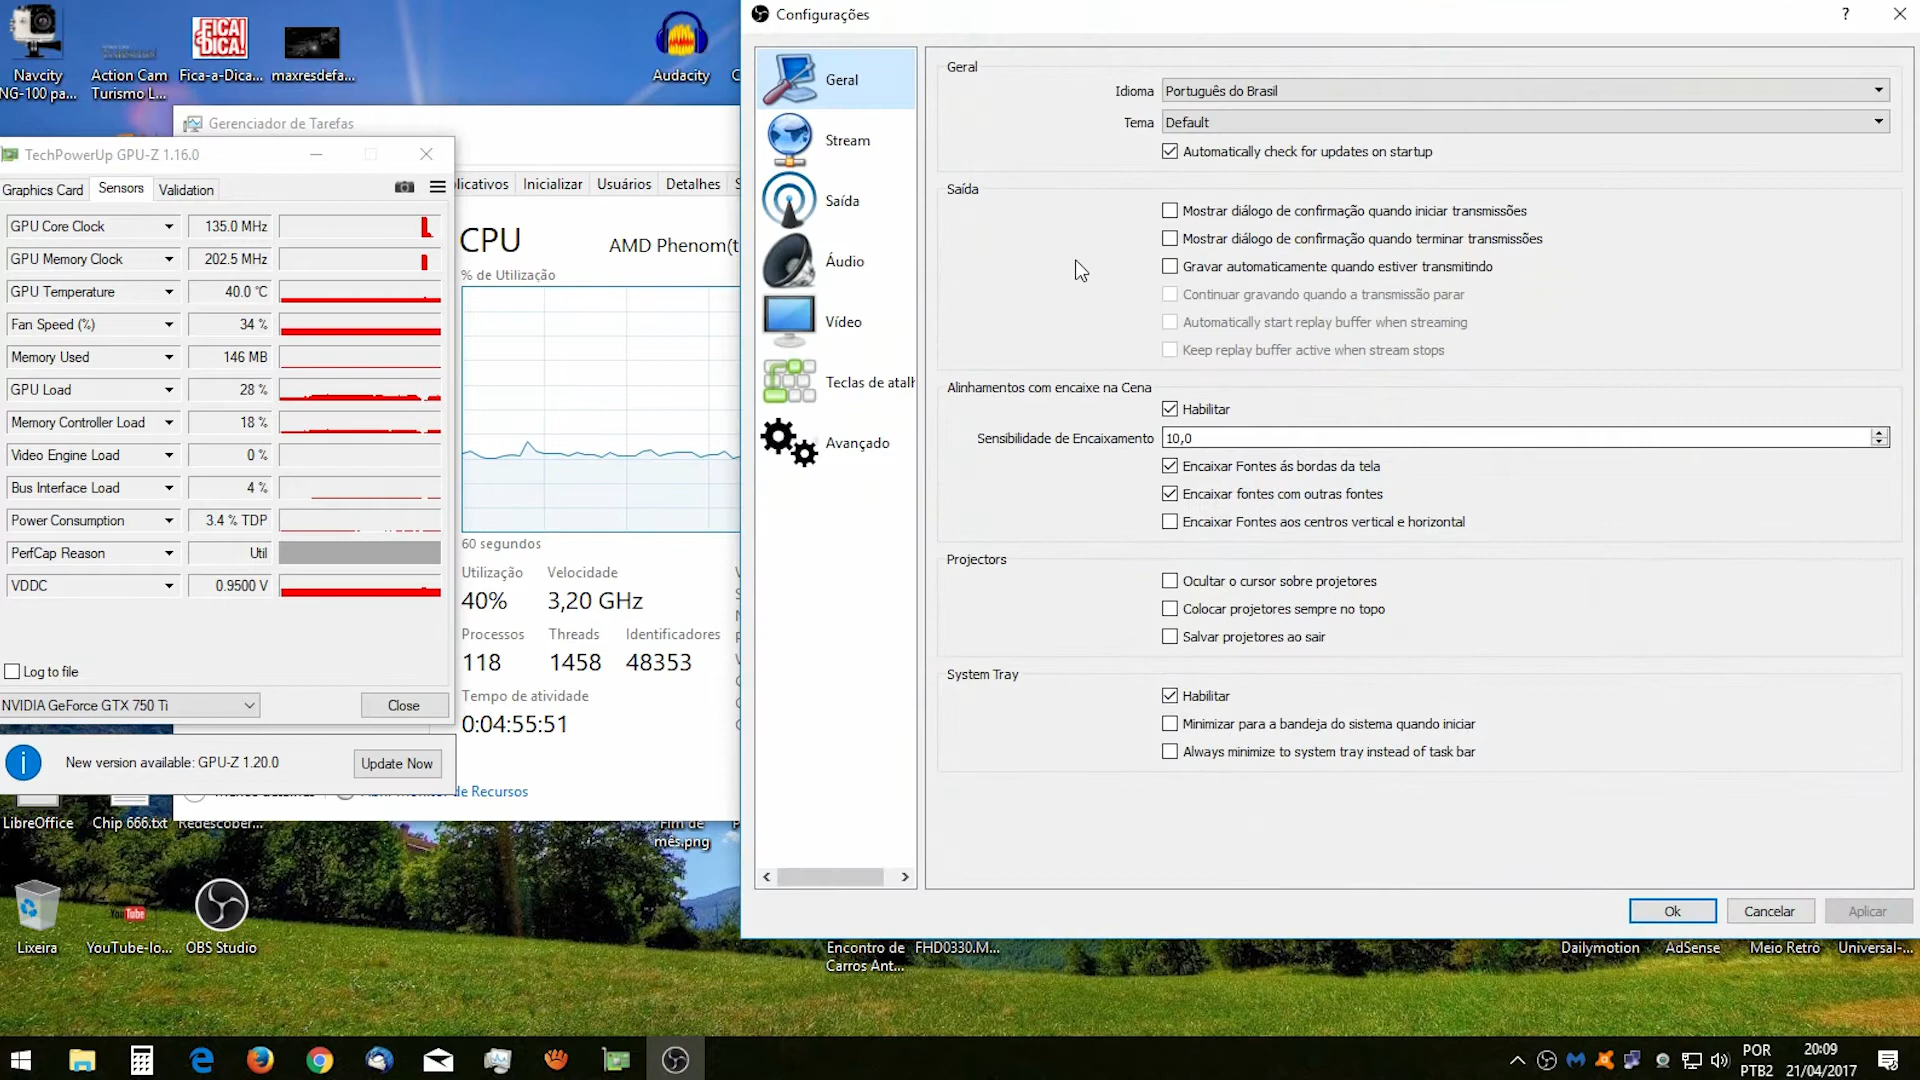 Navcity
NG-100 pa...
Action Cam
Turismo L...
FICA
DICA!
Fica-a-Dica...
maxresdefa...
Audacity
Gerenciador de Tarefas
TechPowerUp GPU-Z 1.16.0
Graphics Card
Sensors
Validation
plicativos
Inicializar
Usuários
Detalhes
GPU Core Clock
135.0 MHz
GPU Memory Clock
202.5 MHz
GPU Temperature
40.0 °C
Fan Speed (%)
34 %
Memory Used
146 MB
GPU Load
28 %
Memory Controller Load
18 %
Video Engine Load
0 %
Bus Interface Load
4 %
Power Consumption
3.4 % TDP
PerfCap Reason
Util
VDDC
0.9500 V
Log to file
NVIDIA GeForce GTX 750 Ti
Close
New version available: GPU-Z 1.20.0
Update Now
CPU
AMD Phenom(t
% de Utilização
60 segundos
Utilização
Velocidade
40%
3,20 GHz
Processos
Threads
Identificadores
118
1458
48353
Tempo de atividade
0:04:55:51
de Recursos
Configurações
?
Geral
Stream
Saída
Áudio
Vídeo
Teclas de atalh
Avançado
Geral
Idioma
Português do Brasil
Tema
Default
Automatically check for updates on startup
Saída
Mostrar diálogo de confirmação quando iniciar transmissões
Mostrar diálogo de confirmação quando terminar transmissões
Gravar automaticamente quando estiver transmitindo
Continuar gravando quando a transmissão parar
Automatically start replay buffer when streaming
Keep replay buffer active when stream stops
Alinhamentos com encaixe na Cena
Habilitar
Sensibilidade de Encaixamento
10,0
Encaixar Fontes ás bordas da tela
Encaixar fontes com outras fontes
Encaixar Fontes aos centros vertical e horizontal
Projectors
Ocultar o cursor sobre projetores
Colocar projetores sempre no topo
Salvar projetores ao sair
System Tray
Habilitar
Minimizar para a bandeja do sistema quando iniciar
Always minimize to system tray instead of task bar
Ok
Cancelar
Aplicar
LibreOffice
Chip 666.txt
Redescober...
Fim de
mês.png
Lixeira
YouTube-lo...
OBS Studio
Encontro de
Carros Ant...
FHD0330.M...
Dailymotion
AdSense
Meio Retrô
Universal-...
POR
PTB2
20:09
21/04/2017